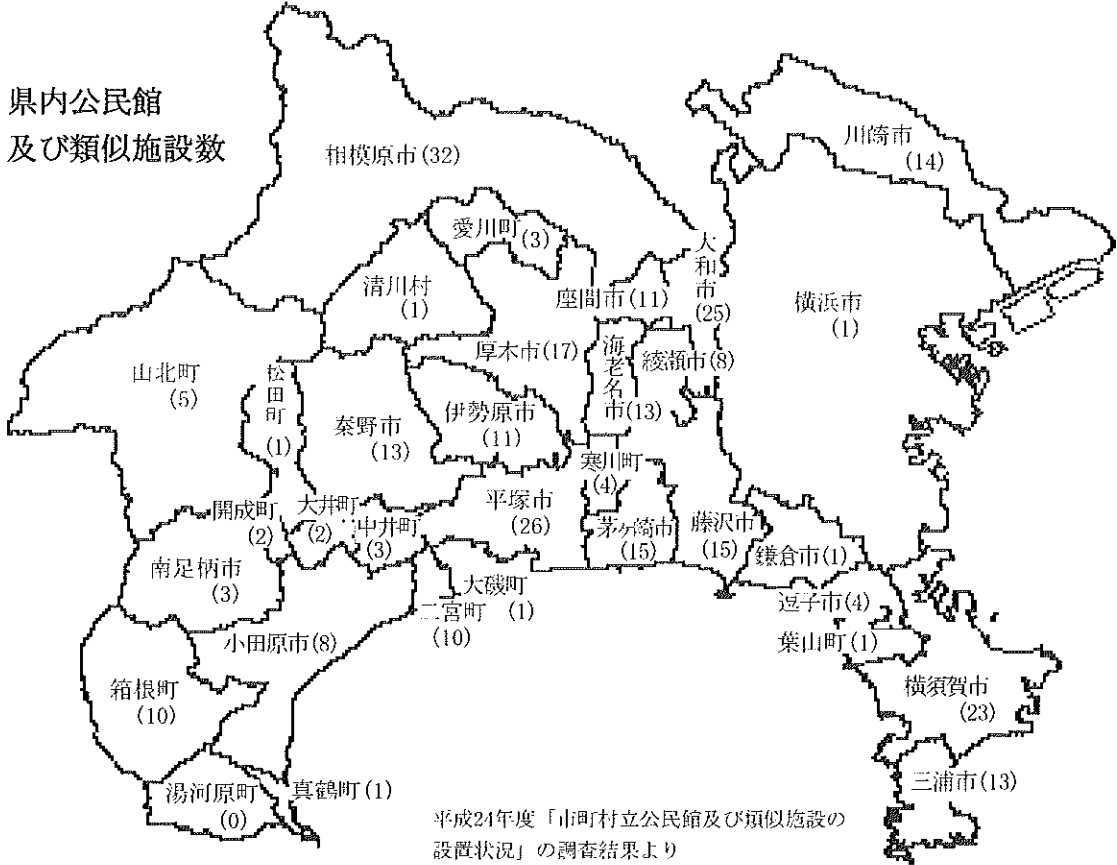 県内公民館
及び類似施設数
相模原市(32)
川崎市
(14)
愛川町(3)
清川村
(1)
座間市(11)
大和市
(25)
横浜市
(1)
厚木市(17)
海老名市(13)
綾瀬市(8)
山北町
(5)
松田町
(1)
秦野市
(13)
伊勢原市
(11)
寒川町
(4)
開成町
(2)
大井町
(2)
中井町
(3)
平塚市
(26)
茅ヶ崎市
(15)
藤沢市
(15)
鎌倉市(1)
南足柄市
(3)
大磯町
(1)
二宮町
(10)
逗子市(4)
葉山町(1)
小田原市(8)
箱根町
(10)
横須賀市
(23)
湯河原町
(0)
真鶴町(1)
三浦市(13)
平成24年度「市町村立公民館及び類似施設の
設置状況」の調査結果より